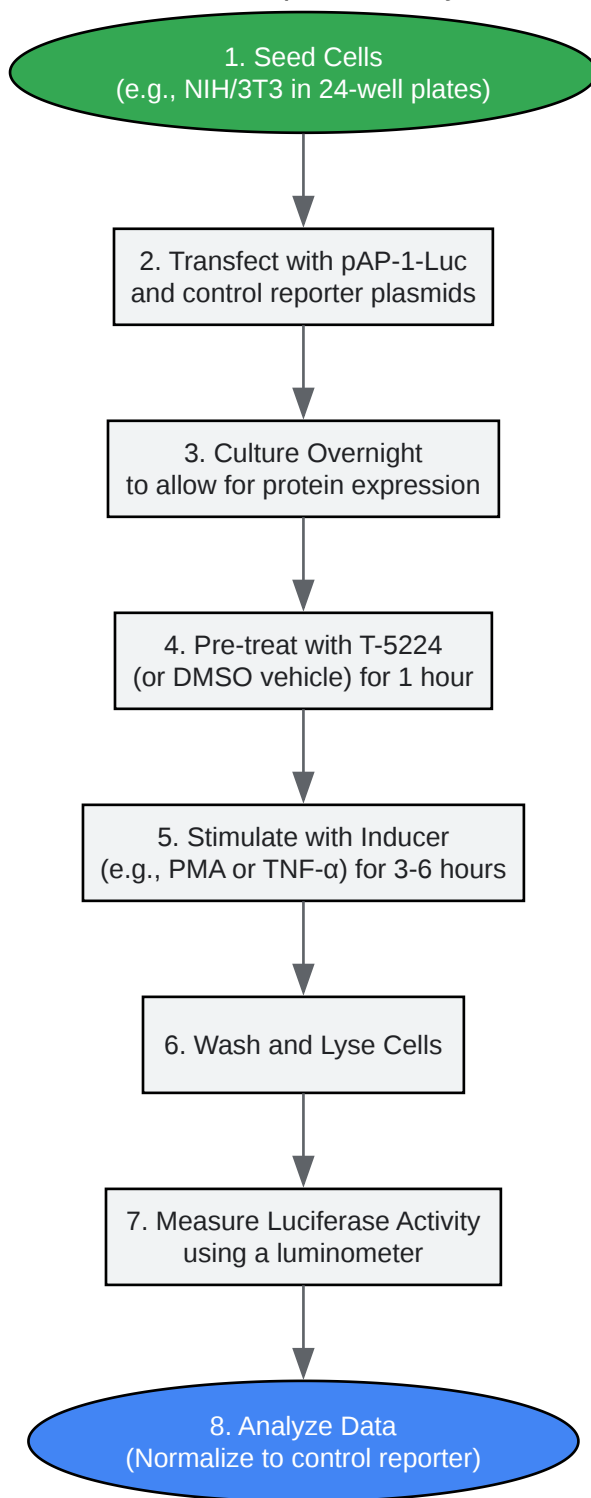 1. Seed Cells
(e.g., NIH/3T3 in 24-well plates)
2. Transfect with pAP-1-Luc
and control reporter plasmids
3. Culture Overnight
to allow for protein expression
4. Pre-treat with T-5224
(or DMSO vehicle) for 1 hour
5. Stimulate with Inducer
(e.g., PMA or TNF-α) for 3-6 hours
6. Wash and Lyse Cells
7. Measure Luciferase Activity
using a luminometer
8. Analyze Data
(Normalize to control reporter)